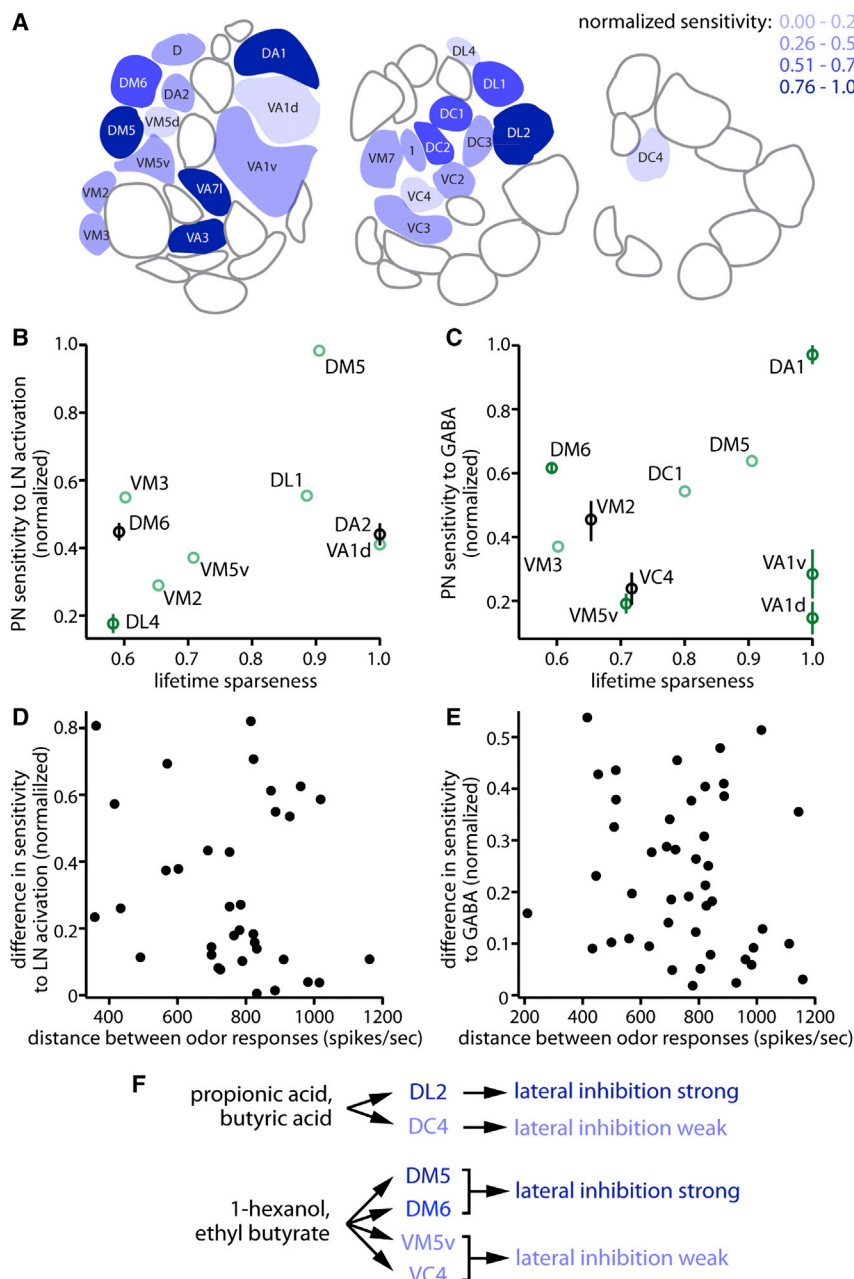 A
normalized sensitivity:
0.00 - 0.2
0.26 - 0.5
0.51 - 0.7
0.76 - 1.0
D
DA1
DM6
DA2
VA1d
DM5
VM5d
VM5v
VA1v
VM2
VA7l
VM3
VA3
DL4
DL1
DC1
DL2
VM7
1
DC2
DC3
VC2
VC4
VC3
DC4
B
PN sensitivity to LN activation
(normalized)
1.0
0.8
0.6
0.4
0.2
DM5
VM3
DL1
DM6
DA2
VA1d
VM5v
VM2
DL4
0.6
0.7
0.8
0.9
1.0
lifetime sparseness
C
PN sensitivity to GABA
(normalized)
1.0
0.8
0.6
0.4
0.2
DA1
DM6
DM5
DC1
VM2
VM3
VC4
VA1v
VM5v
VA1d
0.6
0.7
0.8
0.9
1.0
lifetime sparseness
D
difference in sensitivity
to LN acivation (normalilzed)
0.8
0.6
0.4
0.2
0
400
600
800
1000
1200
distance between odor responses (spikes/sec)
E
difference in sensitivity
to GABA (normalized)
0.5
0.4
0.3
0.2
0.1
0
200
400
600
800
1000
1200
distance between odor responses (spikes/sec)
F
propionic acid,
butyric acid
DL2
lateral inhibition strong
DC4
lateral inhibition weak
1-hexanol,
ethyl butyrate
DM5
DM6
lateral inhibition strong
VM5v
VC4
lateral inhibition weak